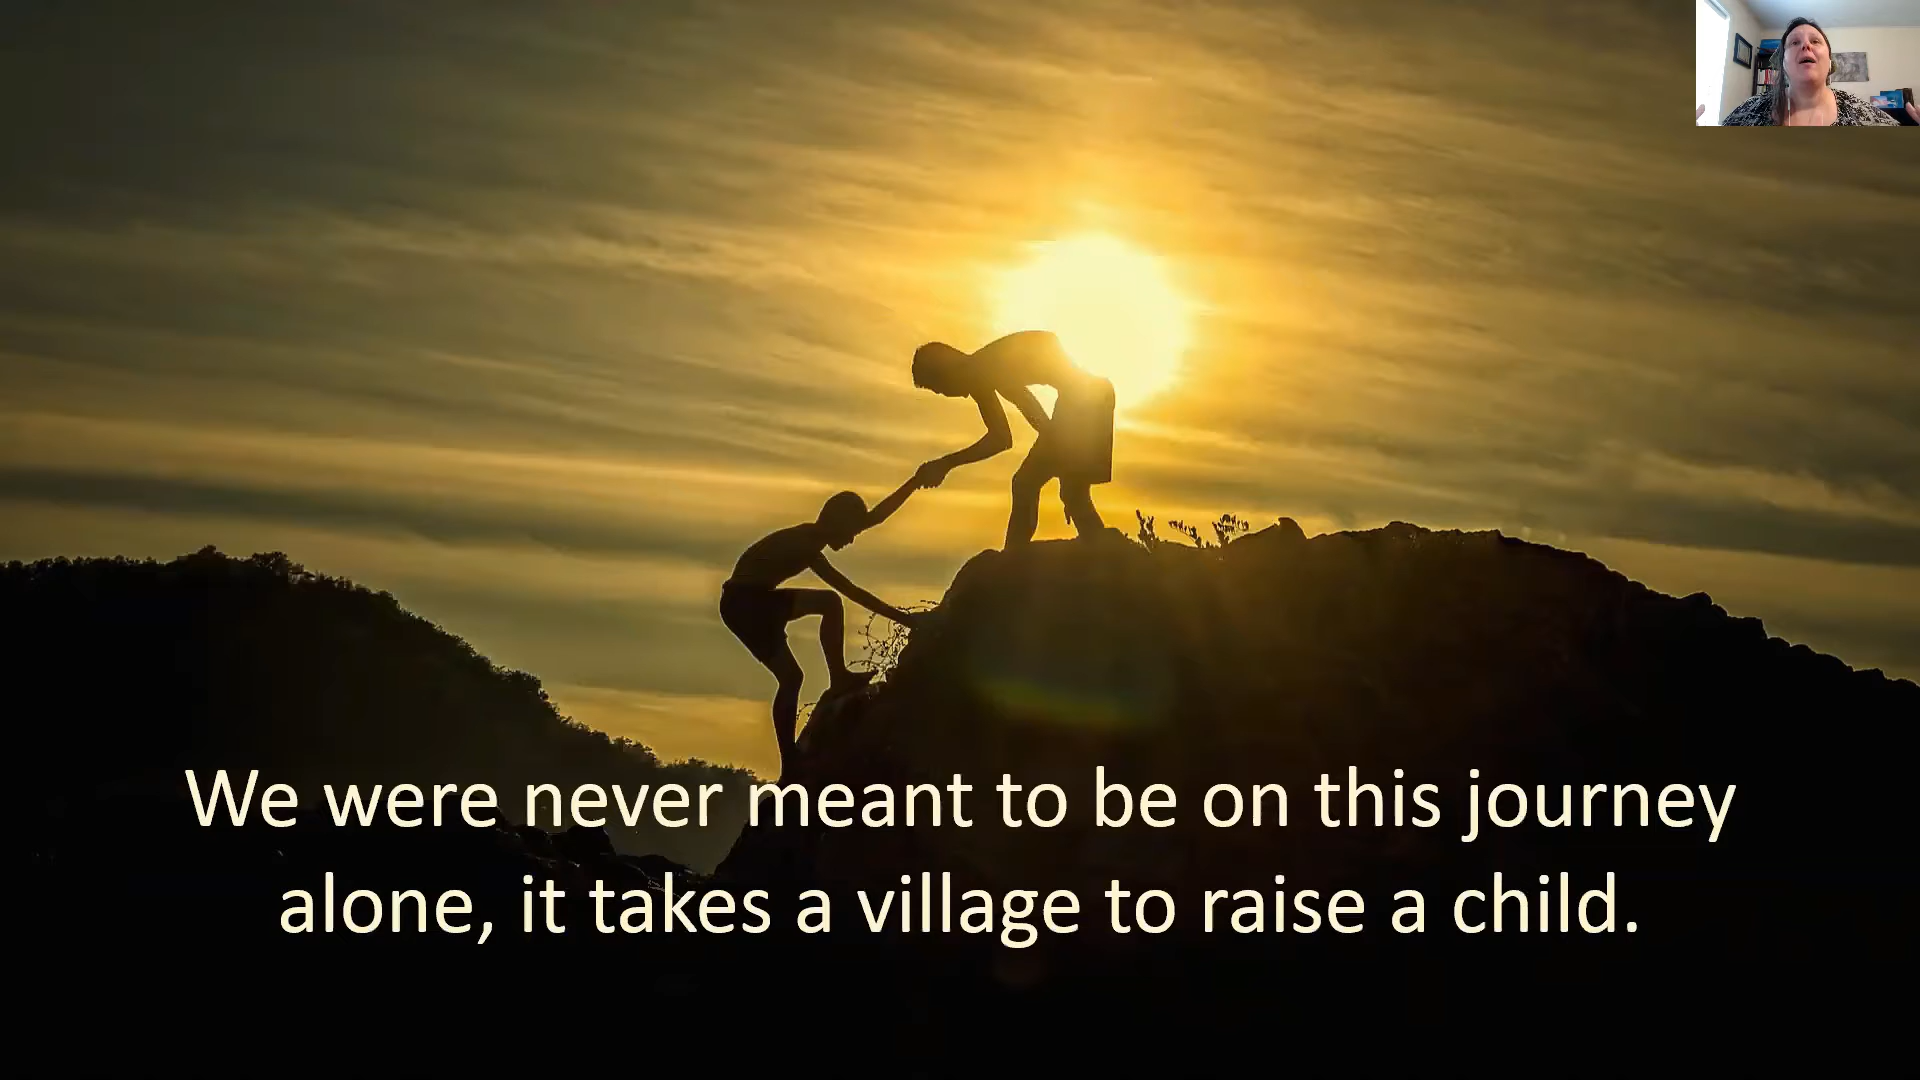 We were never meant to be on this journey
alone, it takes a village to raise a child.